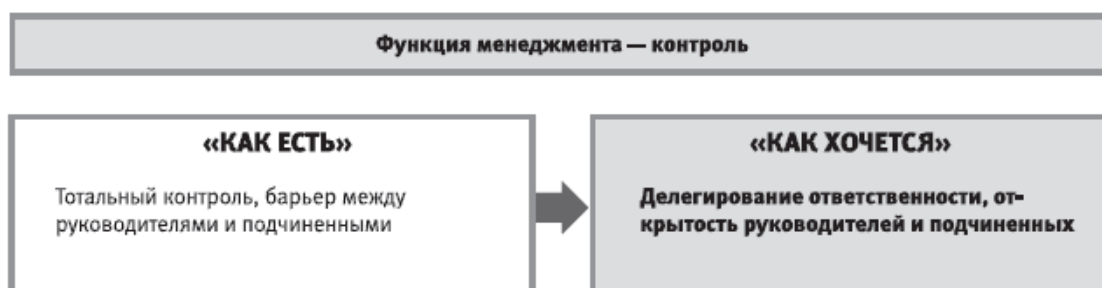 Функция менеджмента — контроль
«КАК ЕСТЬ»
Тотальный контроль, барьер между
руководителями и подчиненными
«КАК ХОЧЕТСЯ»
Делегирование ответственности, от-
крытость руководителей и подчиненных